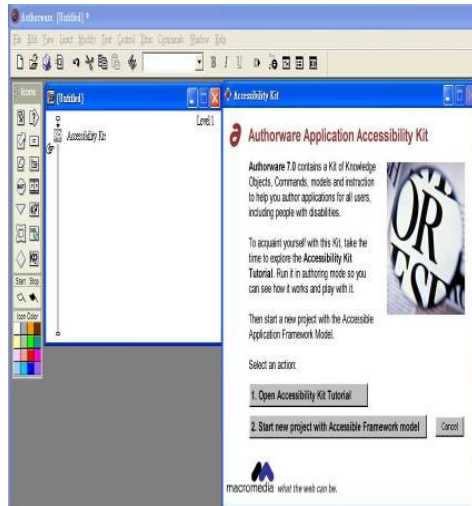 Authorware: [Untitled] *
File Edit View Insert Modify Text Control Xtras Commands Window Help
B I U
Icons
[Untitled]
Level 1
Accessibility Kit
Start Stop
Icon Color
Accessibility Kit
Authorware Application Accessibility Kit
Authorware 7.0 contains a Kit of Knowledge
Objects, Commands, models and instruction
to help you author applications for all users,
including people with disabilities.
To acquaint yourself with this Kit, take the
time to explore the Accessibility Kit
Tutorial. Run it in authoring mode so you
can see how it works and play with it.
Then start a new project with the Accessible
Application Framework Model.
Select an action:
1. Open Accessibility Kit Tutorial
2. Start new project with Accessible Framework model
Cancel
macromedia what the web can be.